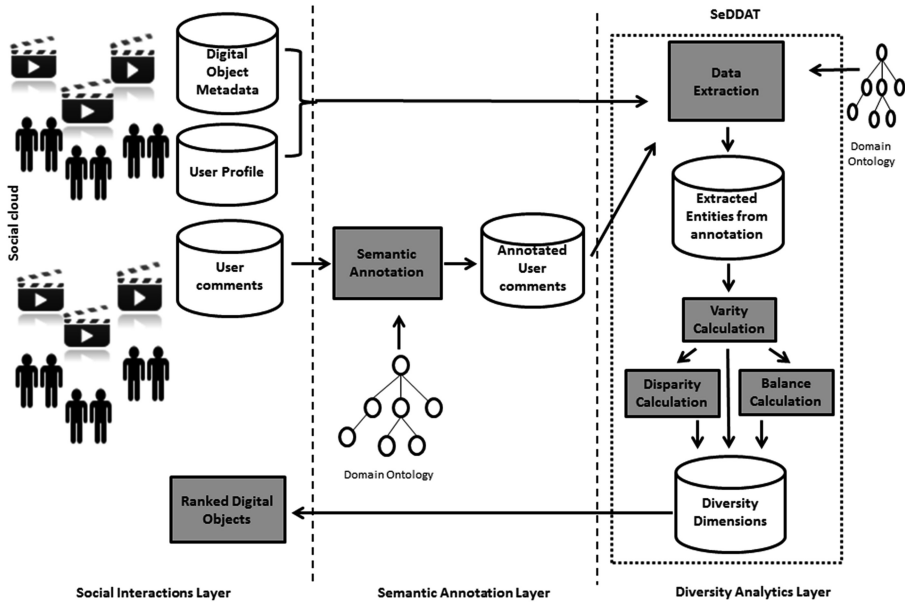 SeDDAT
Social cloud
Digital
Object
Metadata
User Profile
User
comments
Semantic
Annotation
Annotated
User
comments
Domain Ontology
Data
Extraction
Domain
Ontology
Extracted
Entities from
annotation
Varity
Calculation
Disparity
Calculation
Balance
Calculation
Diversity
Dimensions
Ranked Digital
Objects
Social Interactions Layer
Semantic Annotation Layer
Diversity Analytics Layer